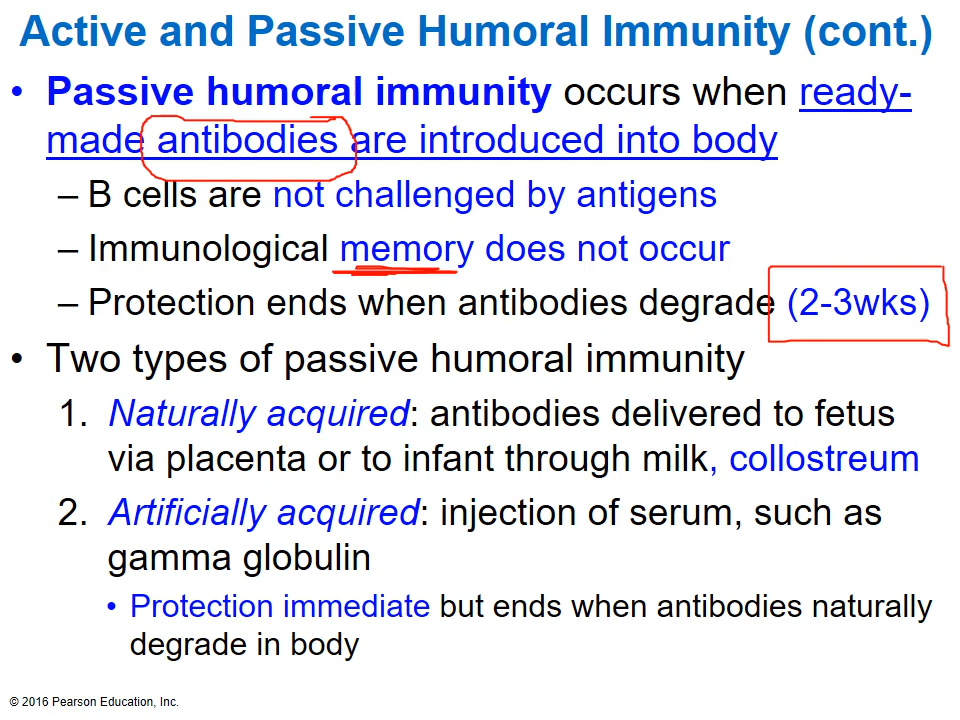 Active and Passive Humoral Immunity (cont.)
• Passive humoral immunity occurs when ready-
made antibodies are introduced into body
– B cells are not challenged by antigens
– Immunological memory does not occur
– Protection ends when antibodies degrade (2-3wks)
• Two types of passive humoral immunity
1. Naturally acquired: antibodies delivered to fetus
via placenta or to infant through milk, collostreum
2. Artificially acquired: injection of serum, such as
gamma globulin
• Protection immediate but ends when antibodies naturally
degrade in body
© 2016 Pearson Education, Inc.